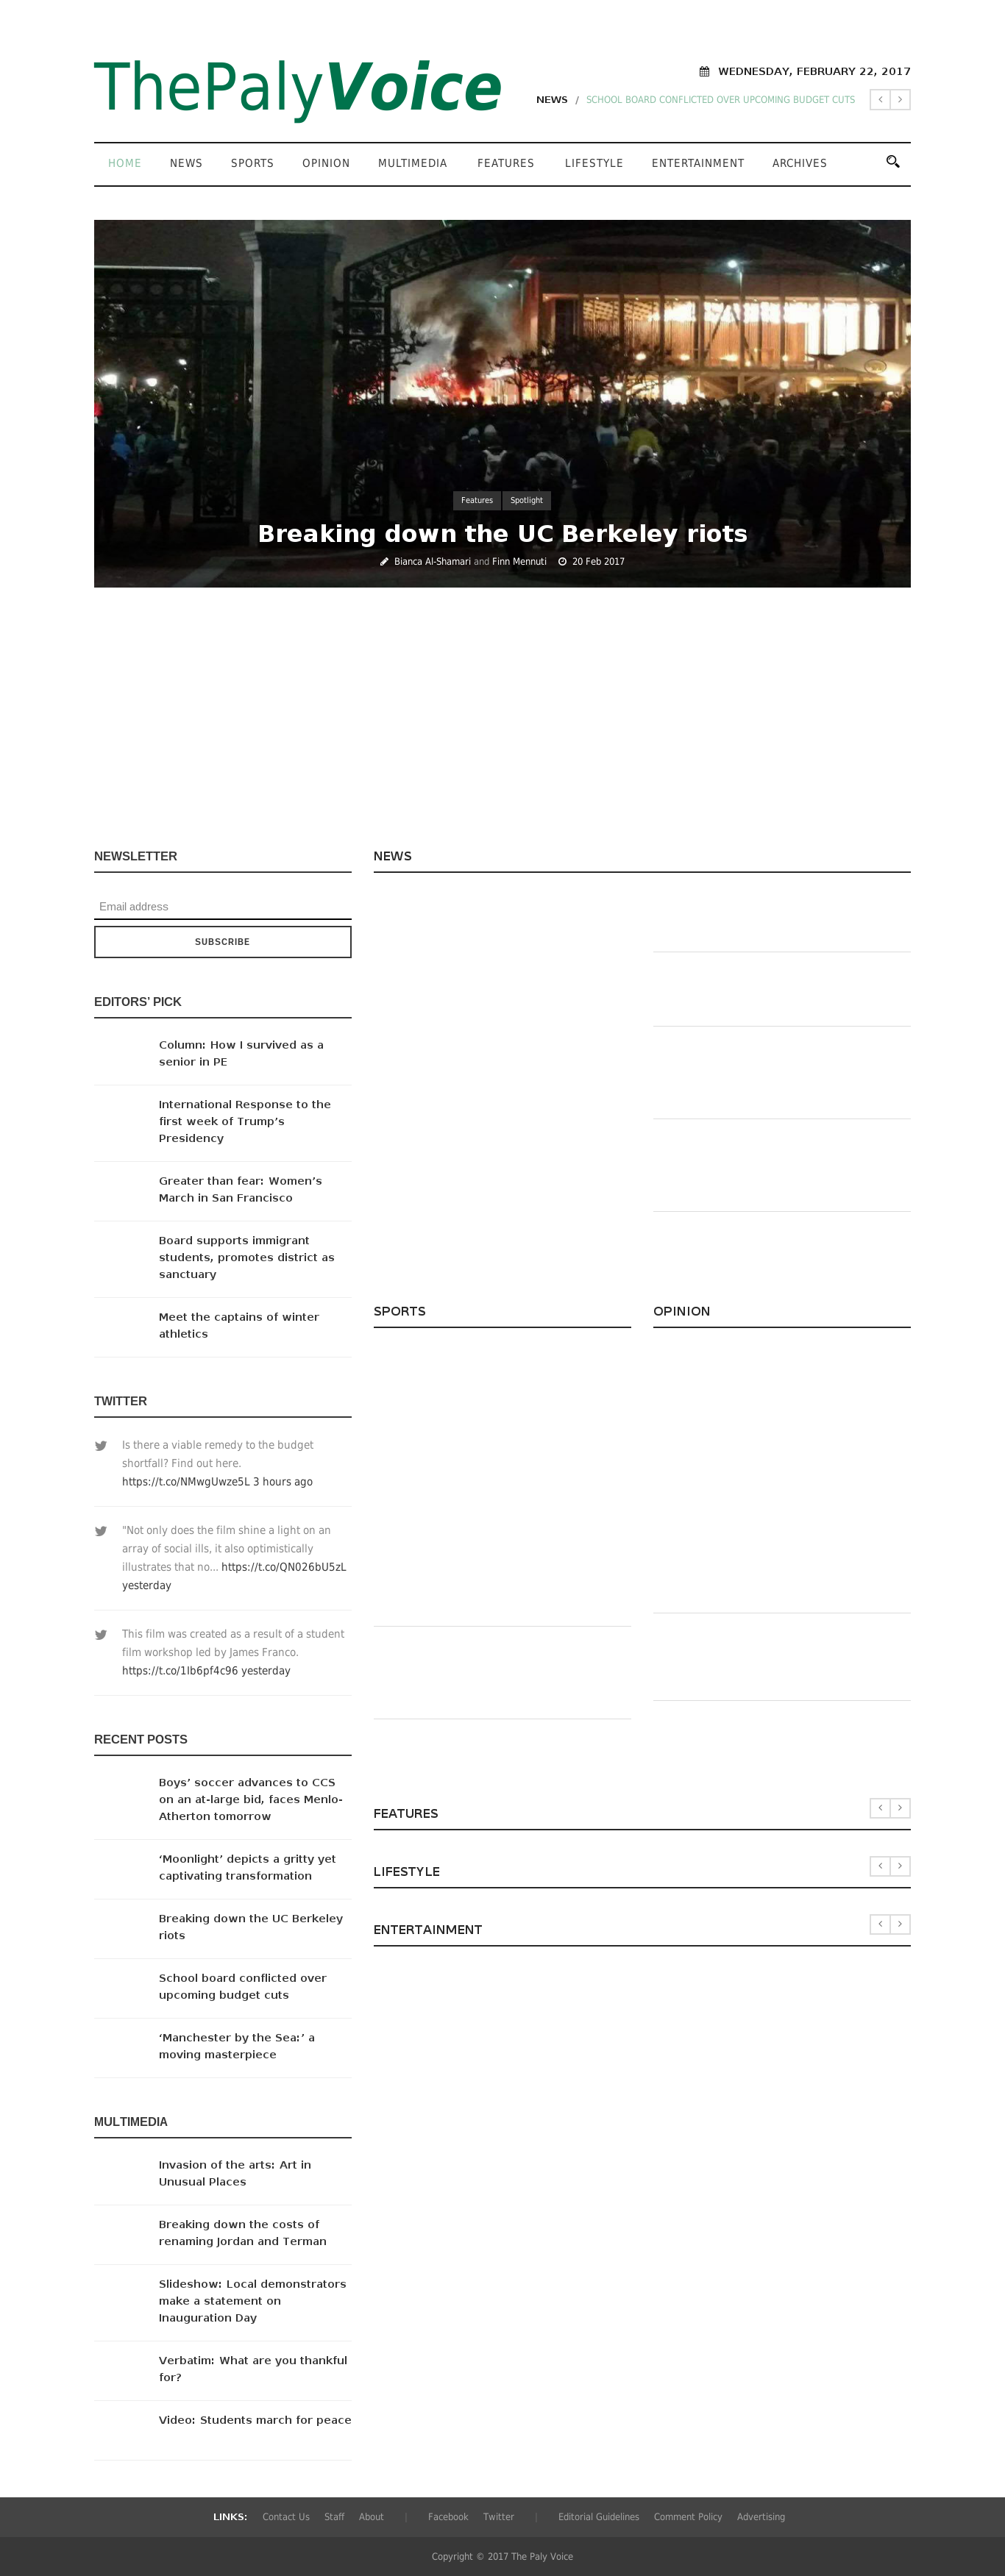 ThePalyVoice
WEDNESDAY, FEBRUARY 22, 2017
NEWS / SCHOOL BOARD CONFLICTED OVER UPCOMING BUDGET CUTS
HOME NEWS SPORTS OPINION MULTIMEDIA FEATURES LIFESTYLE ENTERTAINMENT ARCHIVES
Features Spotlight
Breaking down the UC Berkeley riots
Bianca Al-Shamari and Finn Mennuti 20 Feb 2017
NEWSLETTER
Email address
SUBSCRIBE
EDITORS’ PICK
Column: How I survived as a
senior in PE
International Response to the
first week of Trump’s
Presidency
Greater than fear: Women’s
March in San Francisco
Board supports immigrant
students, promotes district as
sanctuary
Meet the captains of winter
athletics
TWITTER
Is there a viable remedy to the budget
shortfall? Find out here.
https://t.co/NMwgUwze5L 3 hours ago
"Not only does the film shine a light on an
array of social ills, it also optimistically
illustrates that no... https://t.co/QN026bU5zL
yesterday
This film was created as a result of a student
film workshop led by James Franco.
https://t.co/1lb6pf4c96 yesterday
RECENT POSTS
Boys’ soccer advances to CCS
on an at-large bid, faces Menlo-
Atherton tomorrow
‘Moonlight’ depicts a gritty yet
captivating transformation
Breaking down the UC Berkeley
riots
School board conflicted over
upcoming budget cuts
‘Manchester by the Sea:’ a
moving masterpiece
MULTIMEDIA
Invasion of the arts: Art in
Unusual Places
Breaking down the costs of
renaming Jordan and Terman
Slideshow: Local demonstrators
make a statement on
Inauguration Day
Verbatim: What are you thankful
for?
Video: Students march for peace
NEWS
SPORTS
OPINION
FEATURES
LIFESTYLE
ENTERTAINMENT
LINKS: Contact Us Staff About | Facebook Twitter | Editorial Guidelines Comment Policy Advertising
Copyright © 2017 The Paly Voice